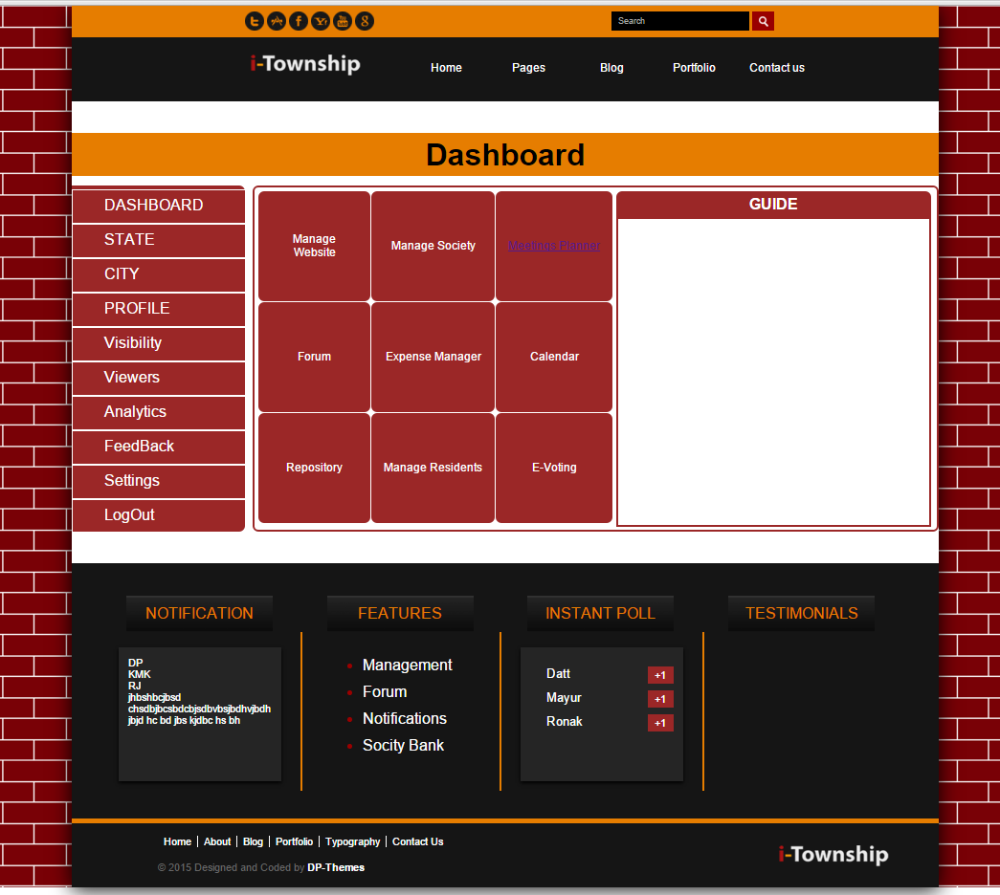 Search
i-Township
Home Pages Blog Portfolio Contact us
Dashboard
DASHBOARD
STATE
CITY
PROFILE
Visibility
Viewers
Analytics
FeedBack
Settings
LogOut
Manage
Website
Manage Society
Meetings Planner
Forum
Expense Manager
Calendar
Repository
Manage Residents
E-Voting
GUIDE
NOTIFICATION
DP
KMK
RJ
jhbshbcjbsd
chsdbjbcsbdcbjsdbvbsjbdhvjbdh
jbjd hc bd jbs kjdbc hs bh
FEATURES
Management
Forum
Notifications
Socity Bank
INSTANT POLL
Datt +1
Mayur +1
Ronak +1
TESTIMONIALS
Home | About | Blog | Portfolio | Typography | Contact Us
© 2015 Designed and Coded by DP-Themes
i-Township